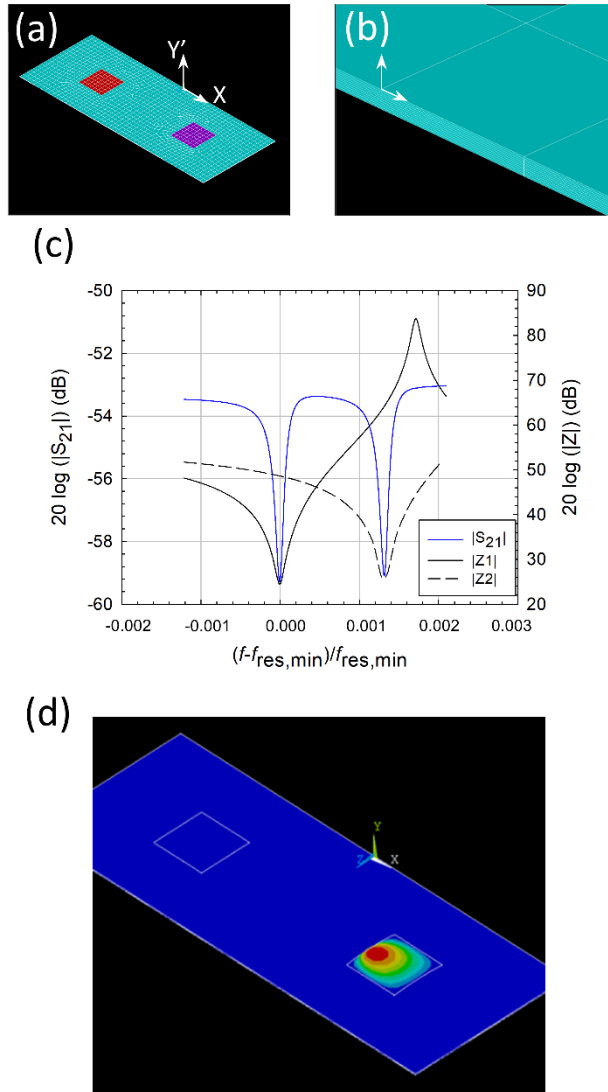 (a)
Y'
X
(b)
(c)
-50
-52
-54
-56
-58
-60
20 log (|S21|) (dB)
90
80
70
60
50
40
30
20
20 log (|Z|) (dB)
|S21|
|Z1|
|Z2|
-0.002 -0.001 0.000 0.001 0.002 0.003
(f-fres,min)/fres,min
(d)
Y
Z
X